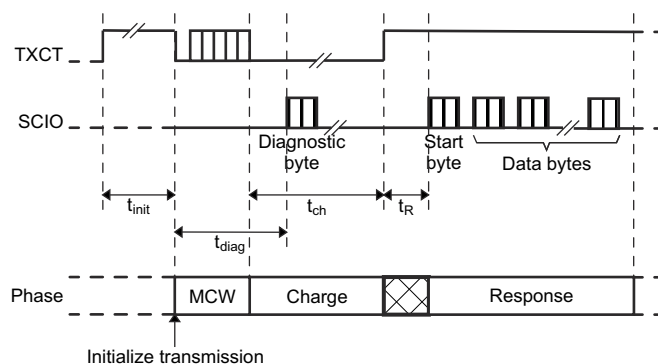 TXCT
SCIO
Diagnostic
byte
Start
byte
Data bytes
tinit
tch
tR
tdiag
Phase
MCW
Charge
Response
Initialize transmission